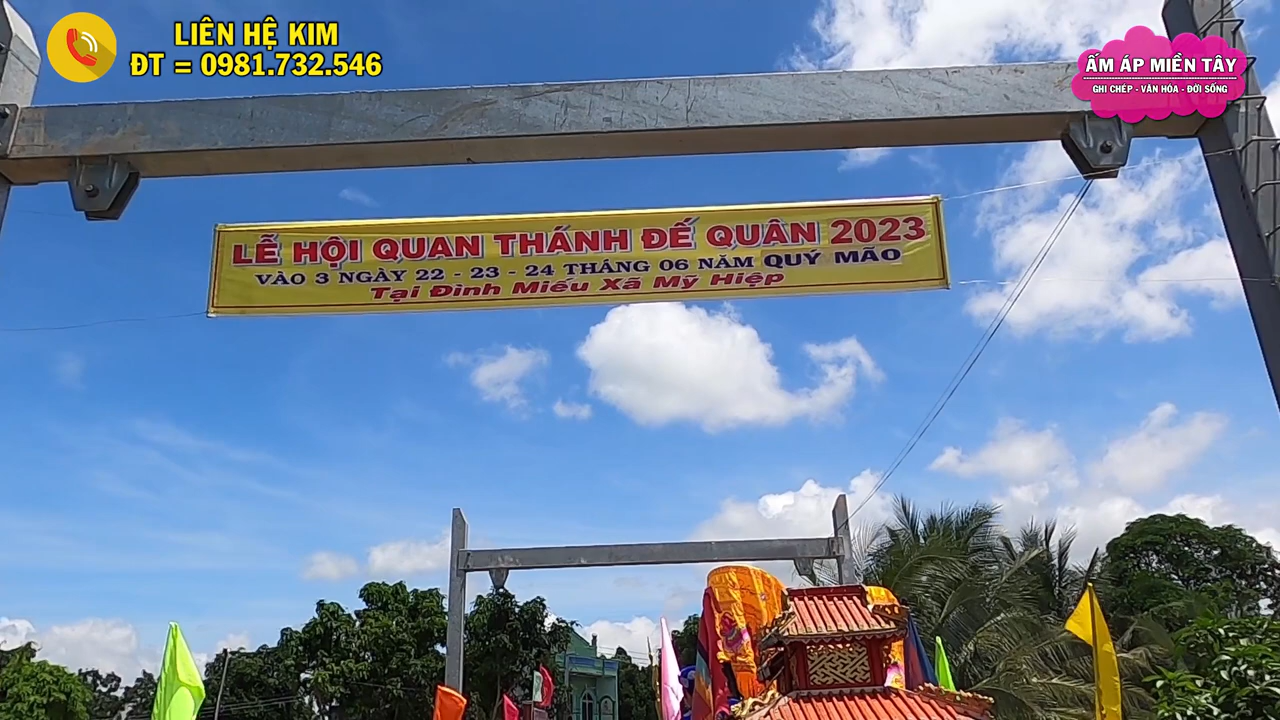 LIÊN HỆ KIM
ĐT = 0981.732.546
ẤM ÁP MIỀN TÂY
GHI CHÉP - VĂN HÓA - ĐỜI SỐNG
LỄ HỘI QUAN THÁNH ĐẾ QUÂN 2023
VÀO 3 NGÀY 22 - 23 - 24 THÁNG 06 NĂM QUÝ MÃO
Tại Đình Miếu Xã Mỹ Hiệp